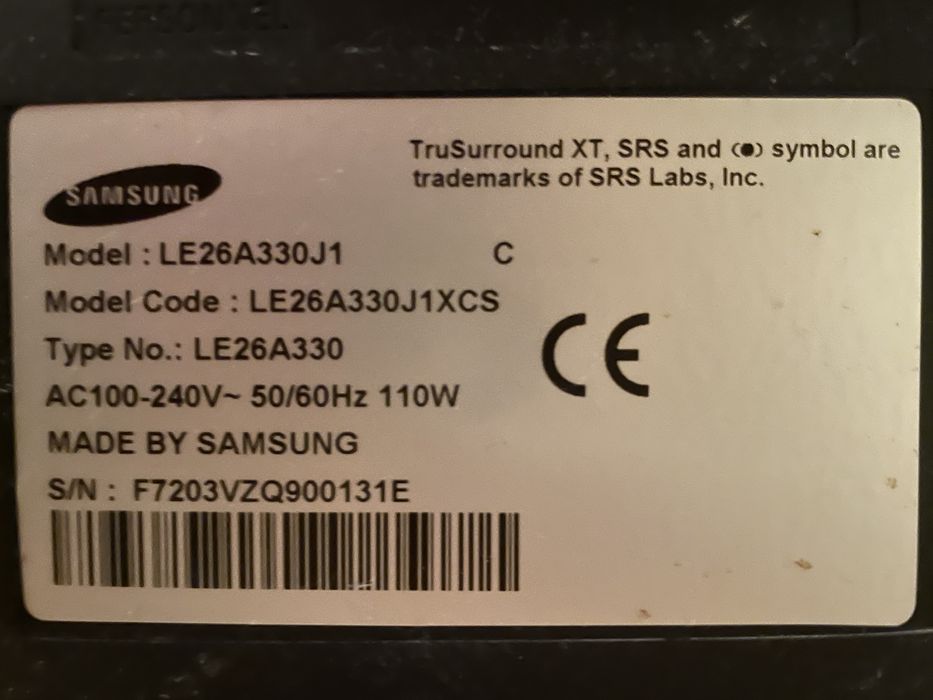 PERSONNEL
TruSurround XT, SRS and (●) symbol are
trademarks of SRS Labs, Inc.
SAMSUNG
Model : LE26A330J1 C
Model Code : LE26A330J1XCS
Type No.: LE26A330
AC100-240V~ 50/60Hz 110W
MADE BY SAMSUNG
S/N : F7203VZQ900131E
CE